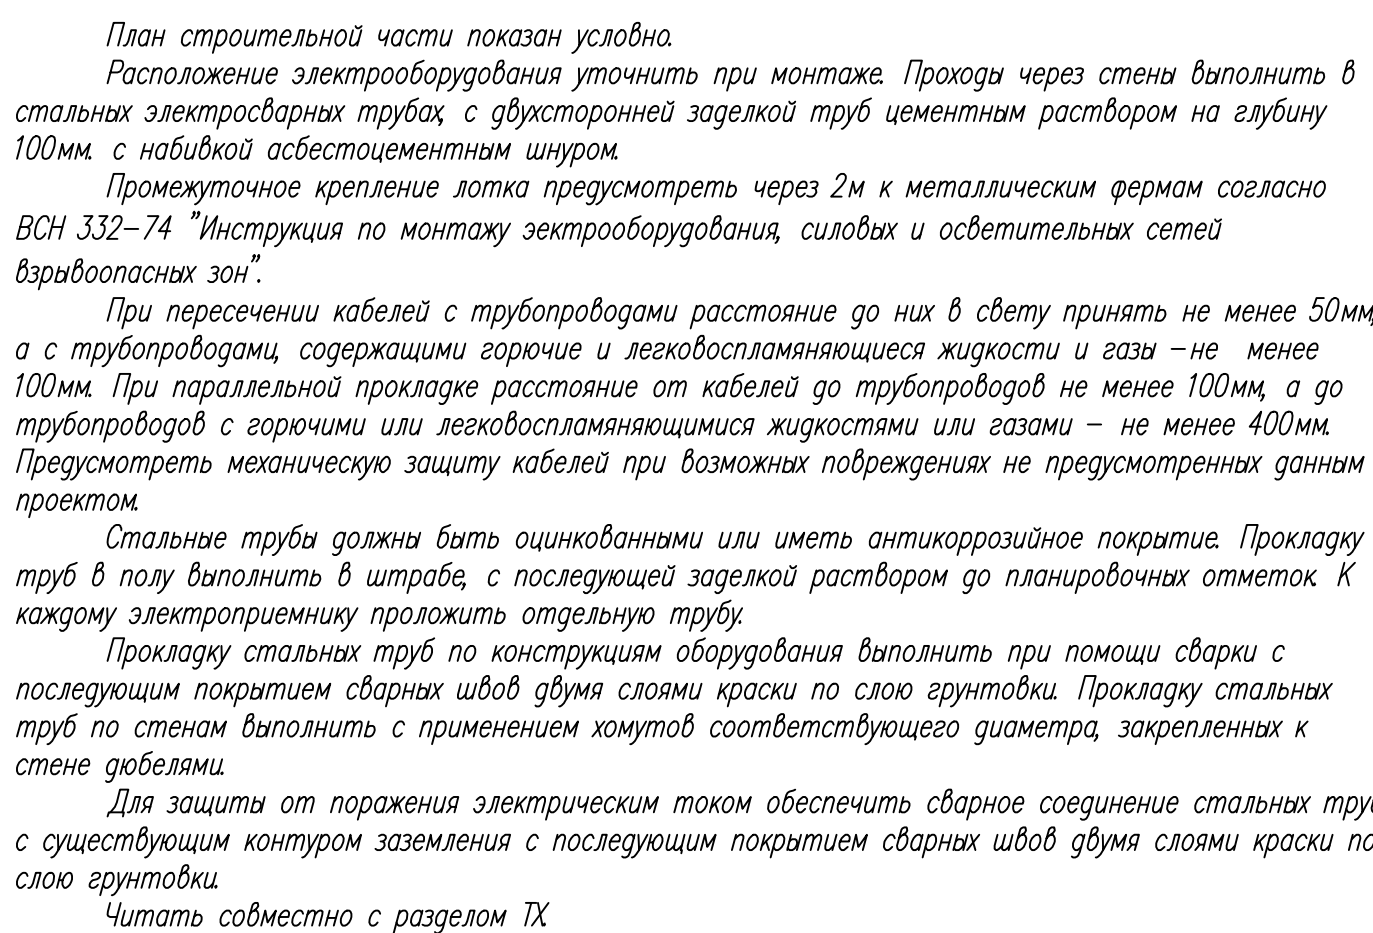 План строительной части показан условно.
Расположение электрооборудования уточнить при монтаже. Проходы через стены выполнить в
стальных электросварных трубах, с двухсторонней заделкой труб цементным раствором на глубину
100мм. с набивкой асбестоцементным шнуром.
Промежуточное крепление лотка предусмотреть через 2м к металлическим фермам согласно
ВСН 332-74 "Инструкция по монтажу эектрооборудования, силовых и осветительных сетей
взрывоопасных зон".
При пересечении кабелей с трубопроводами расстояние до них в свету принять не менее 50мм,
а с трубопроводами, содержащими горючие и легковоспламяняющиеся жидкости и газы -не менее
100мм. При параллельной прокладке расстояние от кабелей до трубопроводов не менее 100мм, а до
трубопроводов с горючими или легковоспламяняющимися жидкостями или газами - не менее 400мм.
Предусмотреть механическую защиту кабелей при возможных повреждениях не предусмотренных данным
проектом.
Стальные трубы должны быть оцинкованными или иметь антикоррозийное покрытие. Прокладку
труб в полу выполнить в штрабе, с последующей заделкой раствором до планировочных отметок. К
каждому электроприемнику проложить отдельную трубу.
Прокладку стальных труб по конструкциям оборудования выполнить при помощи сварки с
последующим покрытием сварных швов двумя слоями краски по слою грунтовки. Прокладку стальных
труб по стенам выполнить с применением хомутов соответствующего диаметра, закрепленных к
стене дюбелями.
Для защиты от поражения электрическим током обеспечить сварное соединение стальных труб
с существующим контуром заземления с последующим покрытием сварных швов двумя слоями краски по
слою грунтовки.
Читать совместно с разделом ТХ.